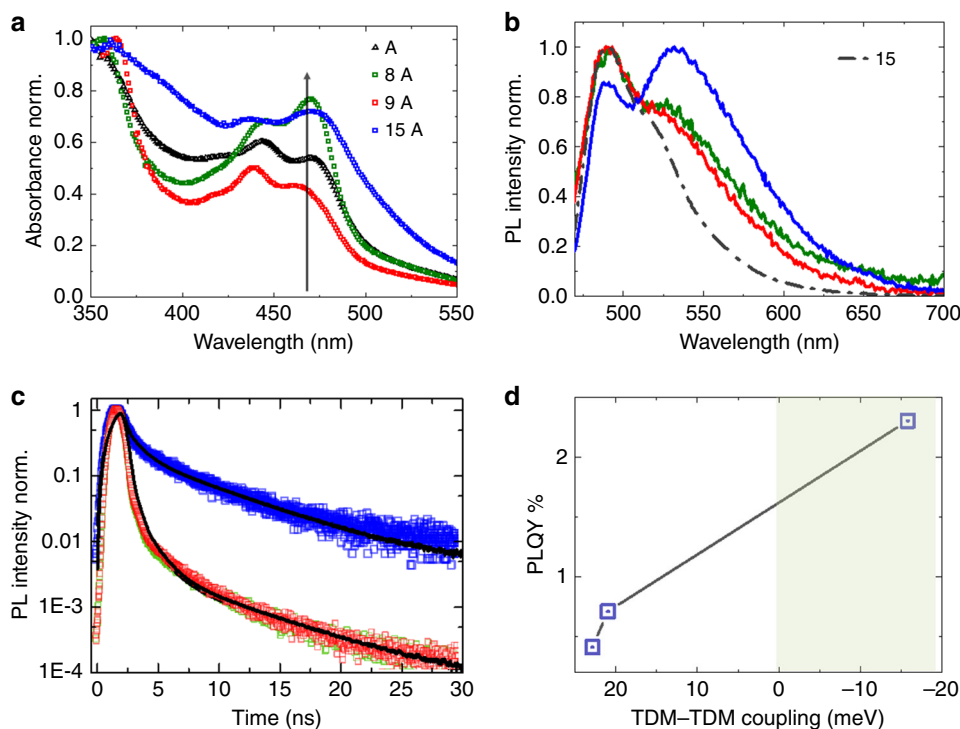 a
1.0
0.8
0.6
0.4
0.2
0.0
Absorbance norm.
A
8 A
9 A
15 A
350
400
450
500
550
Wavelength (nm)
b
1.0
0.8
0.6
0.4
0.2
0.0
PL intensity norm.
15
500
550
600
650
700
Wavelength (nm)
c
1
0.1
0.01
1E–3
1E–4
PL intensity norm.
0
5
10
15
20
25
30
Time (ns)
d
2
1
PLQY %
20
10
0
–10
–20
TDM–TDM coupling (meV)